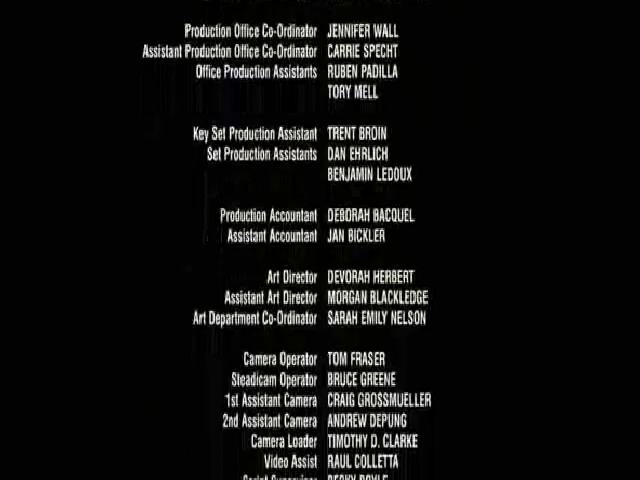 Production Office Co-Ordinator JENNIFER WALL
Assistant Production Office Co-Ordinator CARRIE SPECHT
Office Production Assistants RUBEN PADILLA
TORY MELL
Key Set Production Assistant TRENT BROIN
Set Production Assistants DAN EHRLICH
BENJAMIN LEDOUX
Production Accountant DEBORAH BACQUEL
Assistant Accountant JAN BICKLER
Art Director DEVORAH HERBERT
Assistant Art Director MORGAN BLACKLEDGE
Art Department Co-Ordinator SARAH EMILY NELSON
Camera Operator TOM FRASER
Steadicam Operator BRUCE GREENE
1st Assistant Camera CRAIG GROSSMUELLER
2nd Assistant Camera ANDREW DEPUNG
Camera Loader TIMOTHY D. CLARKE
Video Assist RAUL COLLETTA